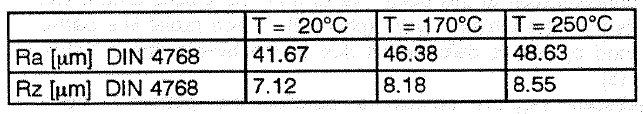 T = 20°C T = 170°C T = 250°C
Ra [µm] DIN 4768 41.67 46.38 48.63
Rz [µm] DIN 4768 7.12 8.18 8.55